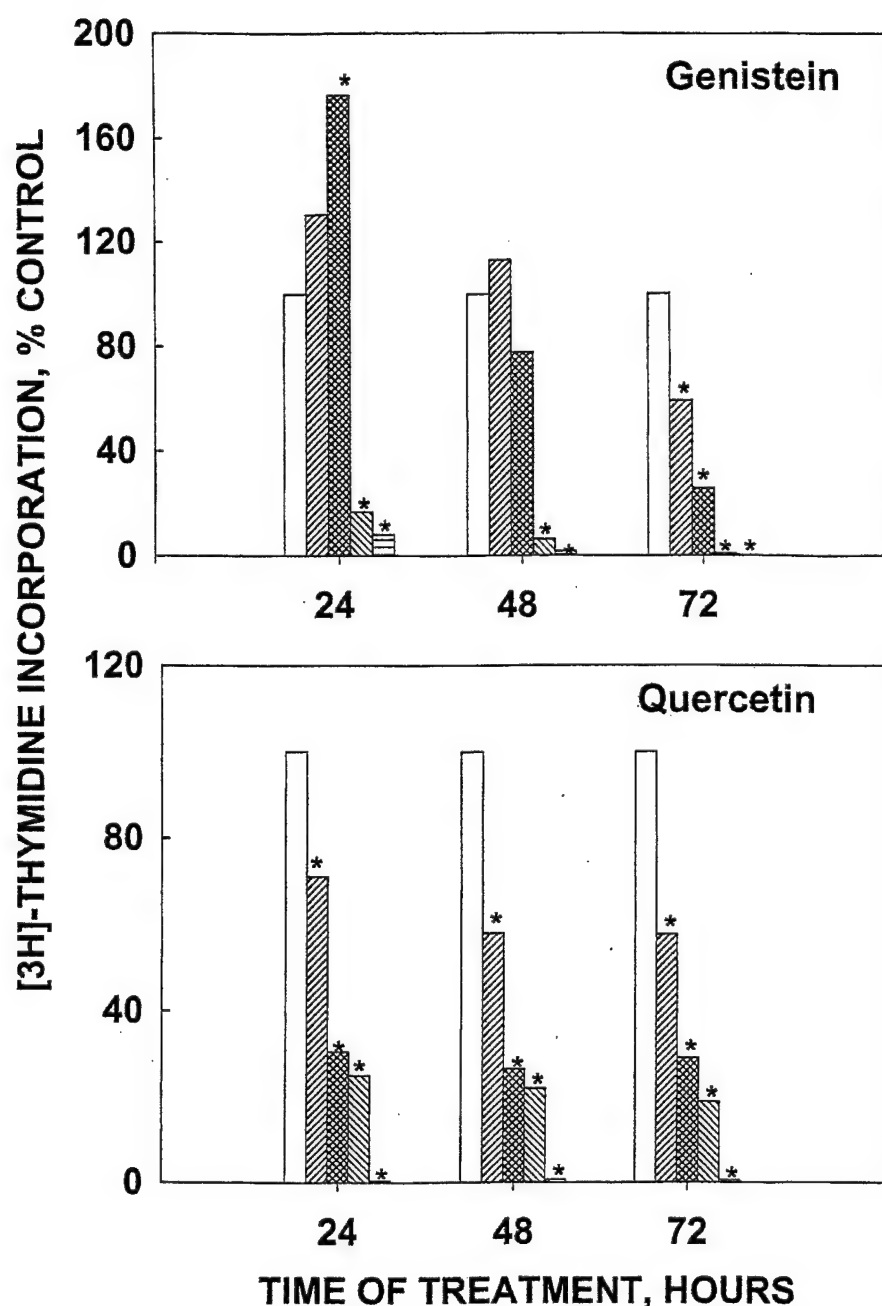 [3H]-THYMIDINE INCORPORATION, % CONTROL
Genistein
200
160
120
80
40
0
*
* *
* *
* * * *
24 48 72
Quercetin
120
80
40
0
* * * *
* * * *
* * * *
24 48 72
TIME OF TREATMENT, HOURS